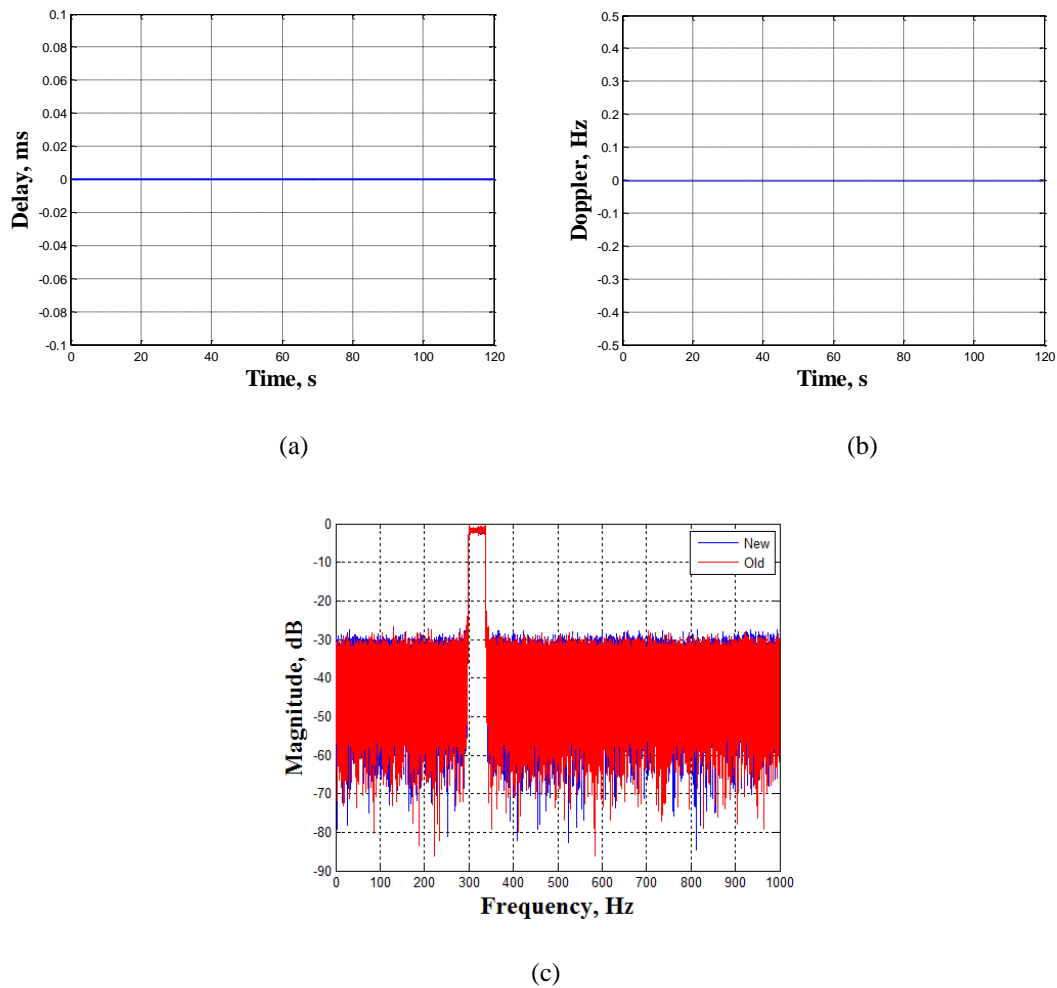 0.1
0.08
0.06
0.04
0.02
0
-0.02
-0.04
-0.06
-0.08
-0.1
Delay, ms
0 20 40 60 80 100 120
Time, s
(a)
0.5
0.4
0.3
0.2
0.1
0
-0.1
-0.2
-0.3
-0.4
-0.5
Doppler, Hz
0 20 40 60 80 100 120
Time, s
(b)
0
-10
-20
-30
-40
-50
-60
-70
-80
-90
Magnitude, dB
New
Old
0 100 200 300 400 500 600 700 800 900 1000
Frequency, Hz
(c)